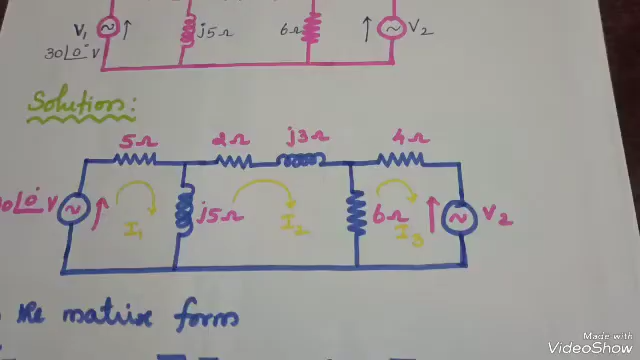 V₁ j5Ω 6Ω V₂
30∠0° V
Solution:
5Ω 2Ω j3Ω 4Ω
30∠0° V j5Ω 6Ω V₂
I₁ I₂ I₃
the matrix form
Made with
VideoShow